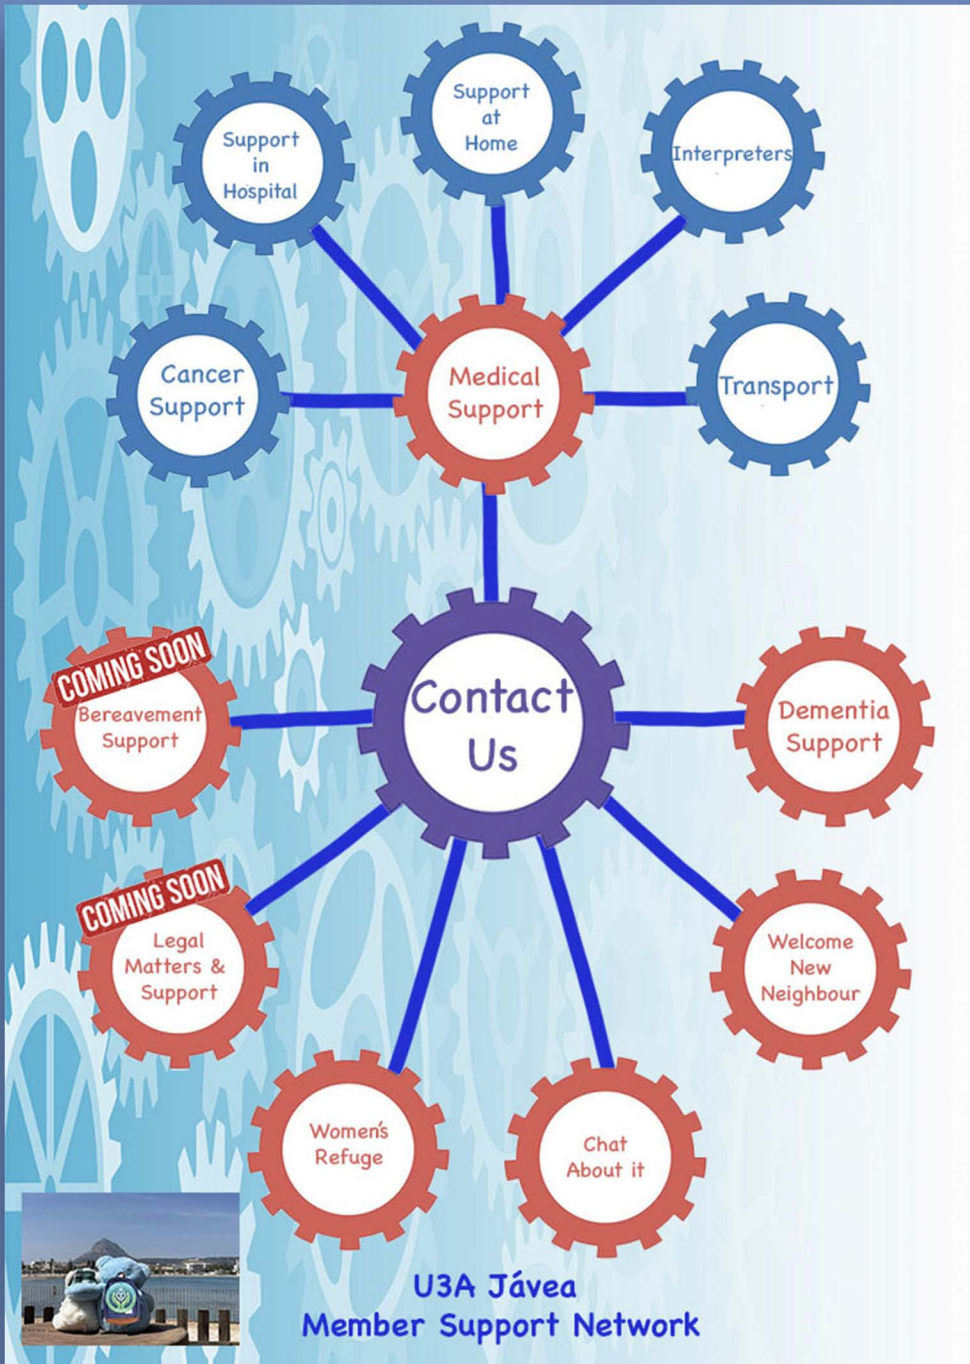 Support
at
Home
Support
in
Hospital
Interpreters
Cancer
Support
Medical
Support
Transport
COMING SOON
Bereavement
Support
Contact
Us
Dementia
Support
COMING SOON
Legal
Matters &
Support
Welcome
New
Neighbour
Women's
Refuge
Chat
About it
U3A Jávea
Member Support Network